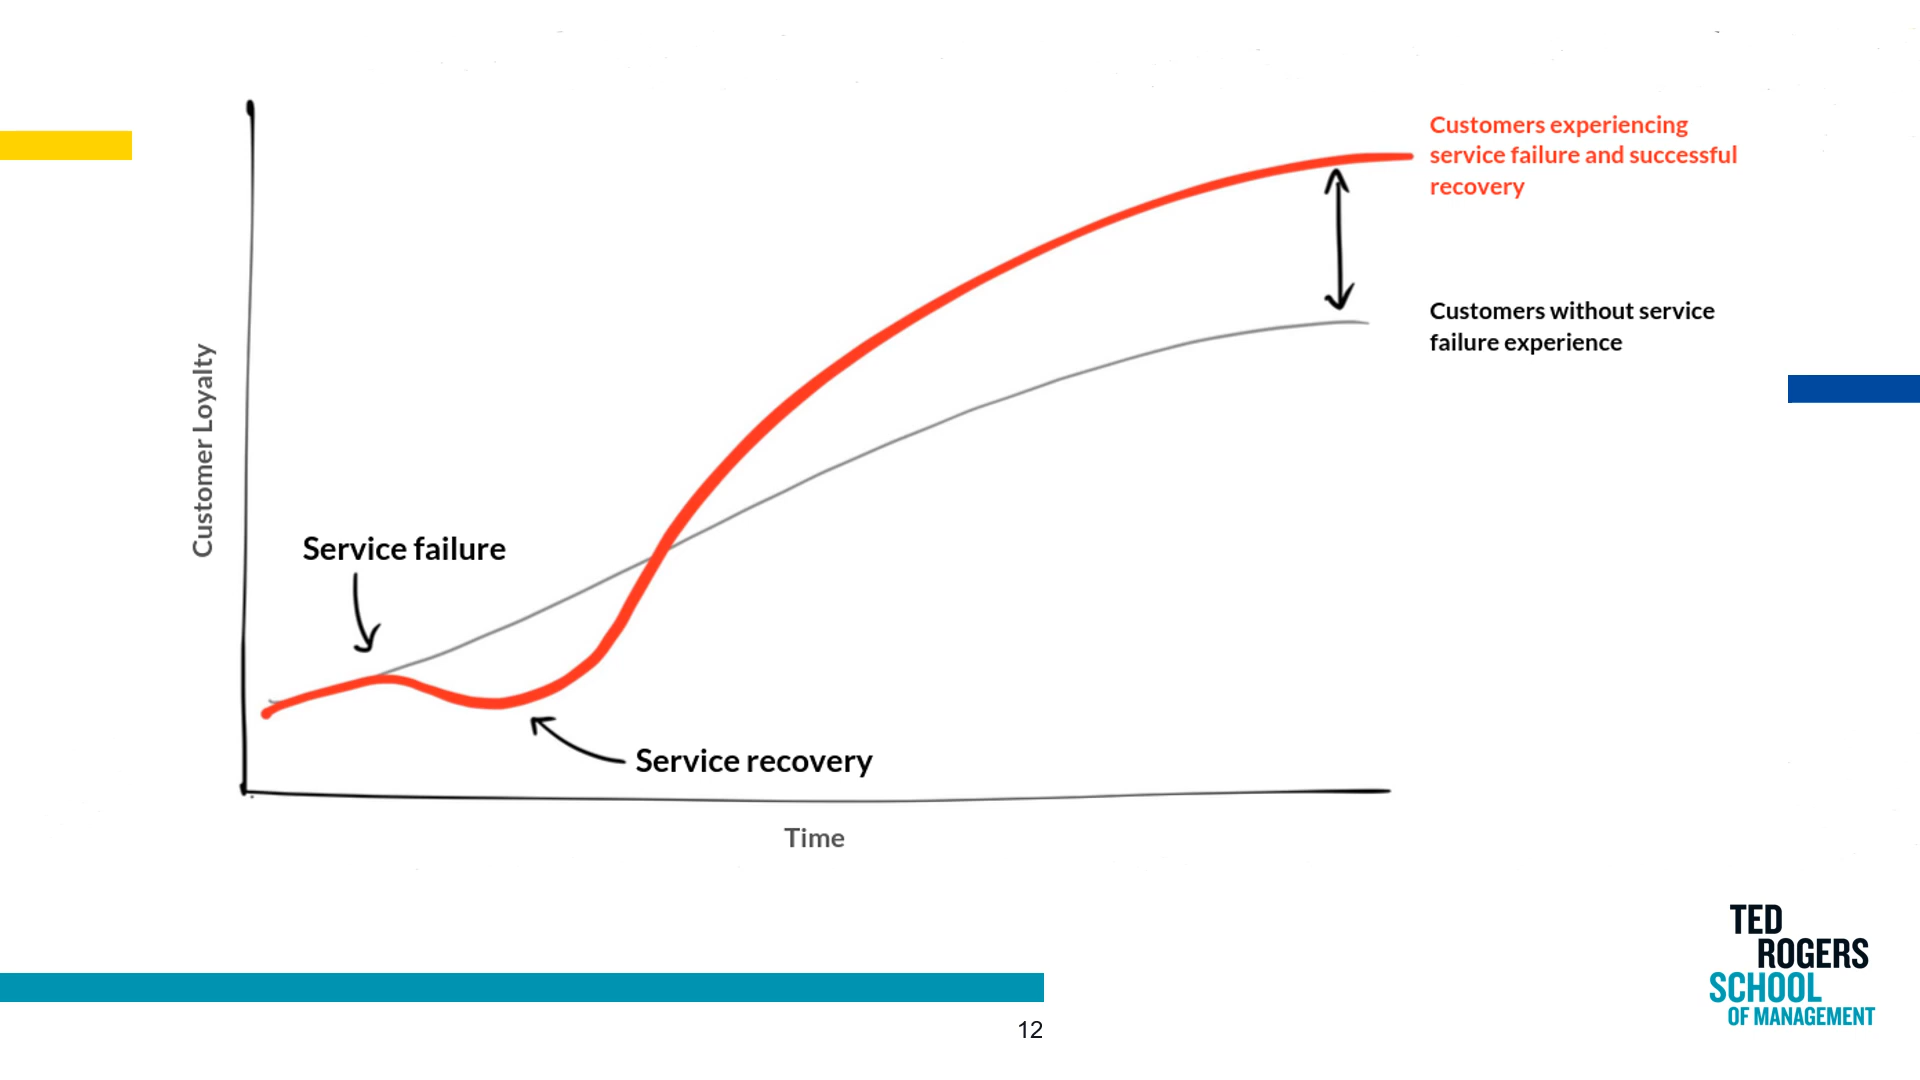 Customers experiencing
service failure and successful
recovery
Customers without service
failure experience
Customer Loyalty
Service failure
Service recovery
Time
TED
ROGERS
SCHOOL
OF MANAGEMENT
12